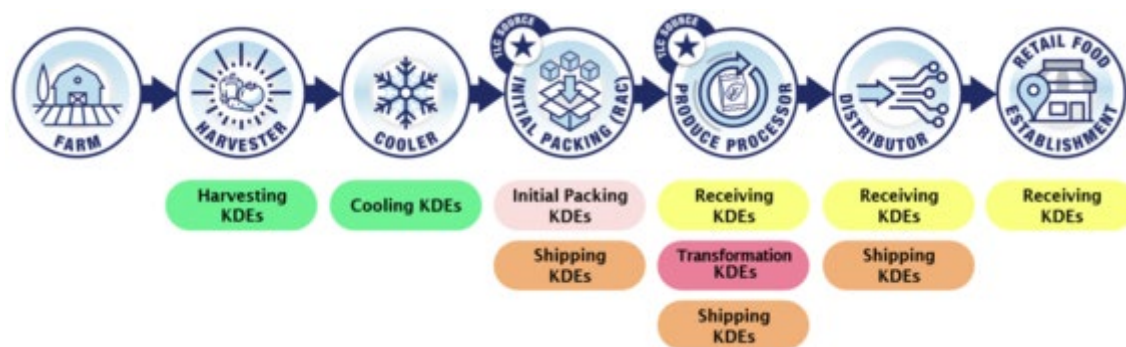 TLC SOURCE
TLC SOURCE
FARM
HARVESTER
COOLER
INITIAL PACKING (RAC)
PRODUCE PROCESSOR
DISTRIBUTOR
RETAIL FOOD
ESTABLISHMENT
Harvesting
KDEs
Cooling KDEs
Initial Packing
KDEs
Receiving
KDEs
Receiving
KDEs
Receiving
KDEs
Shipping
KDEs
Transformation
KDEs
Shipping
KDEs
Shipping
KDEs